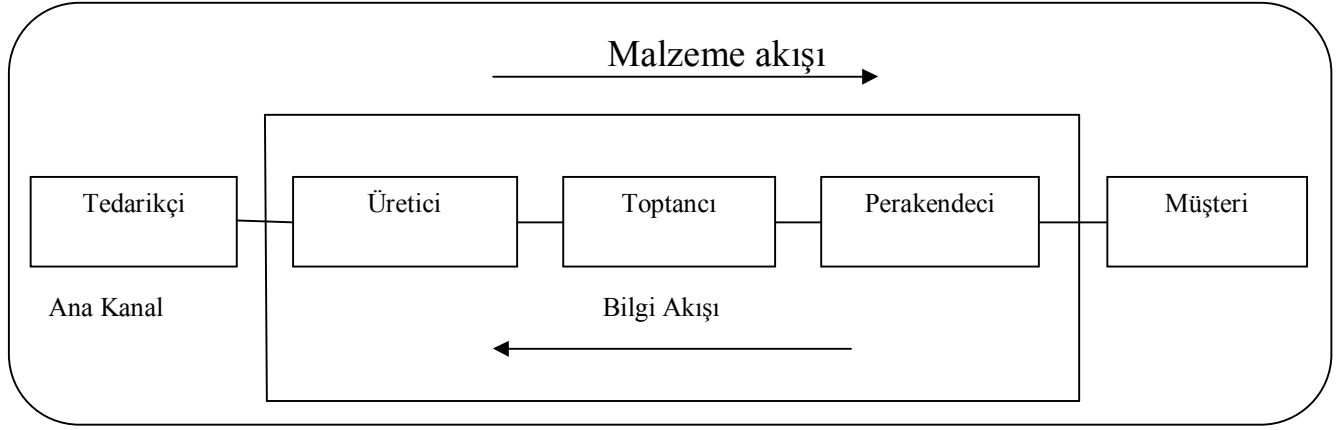 Malzeme akışı
Tedarikçi
Üretici
Toptancı
Perakendeci
Müşteri
Ana Kanal
Bilgi Akışı